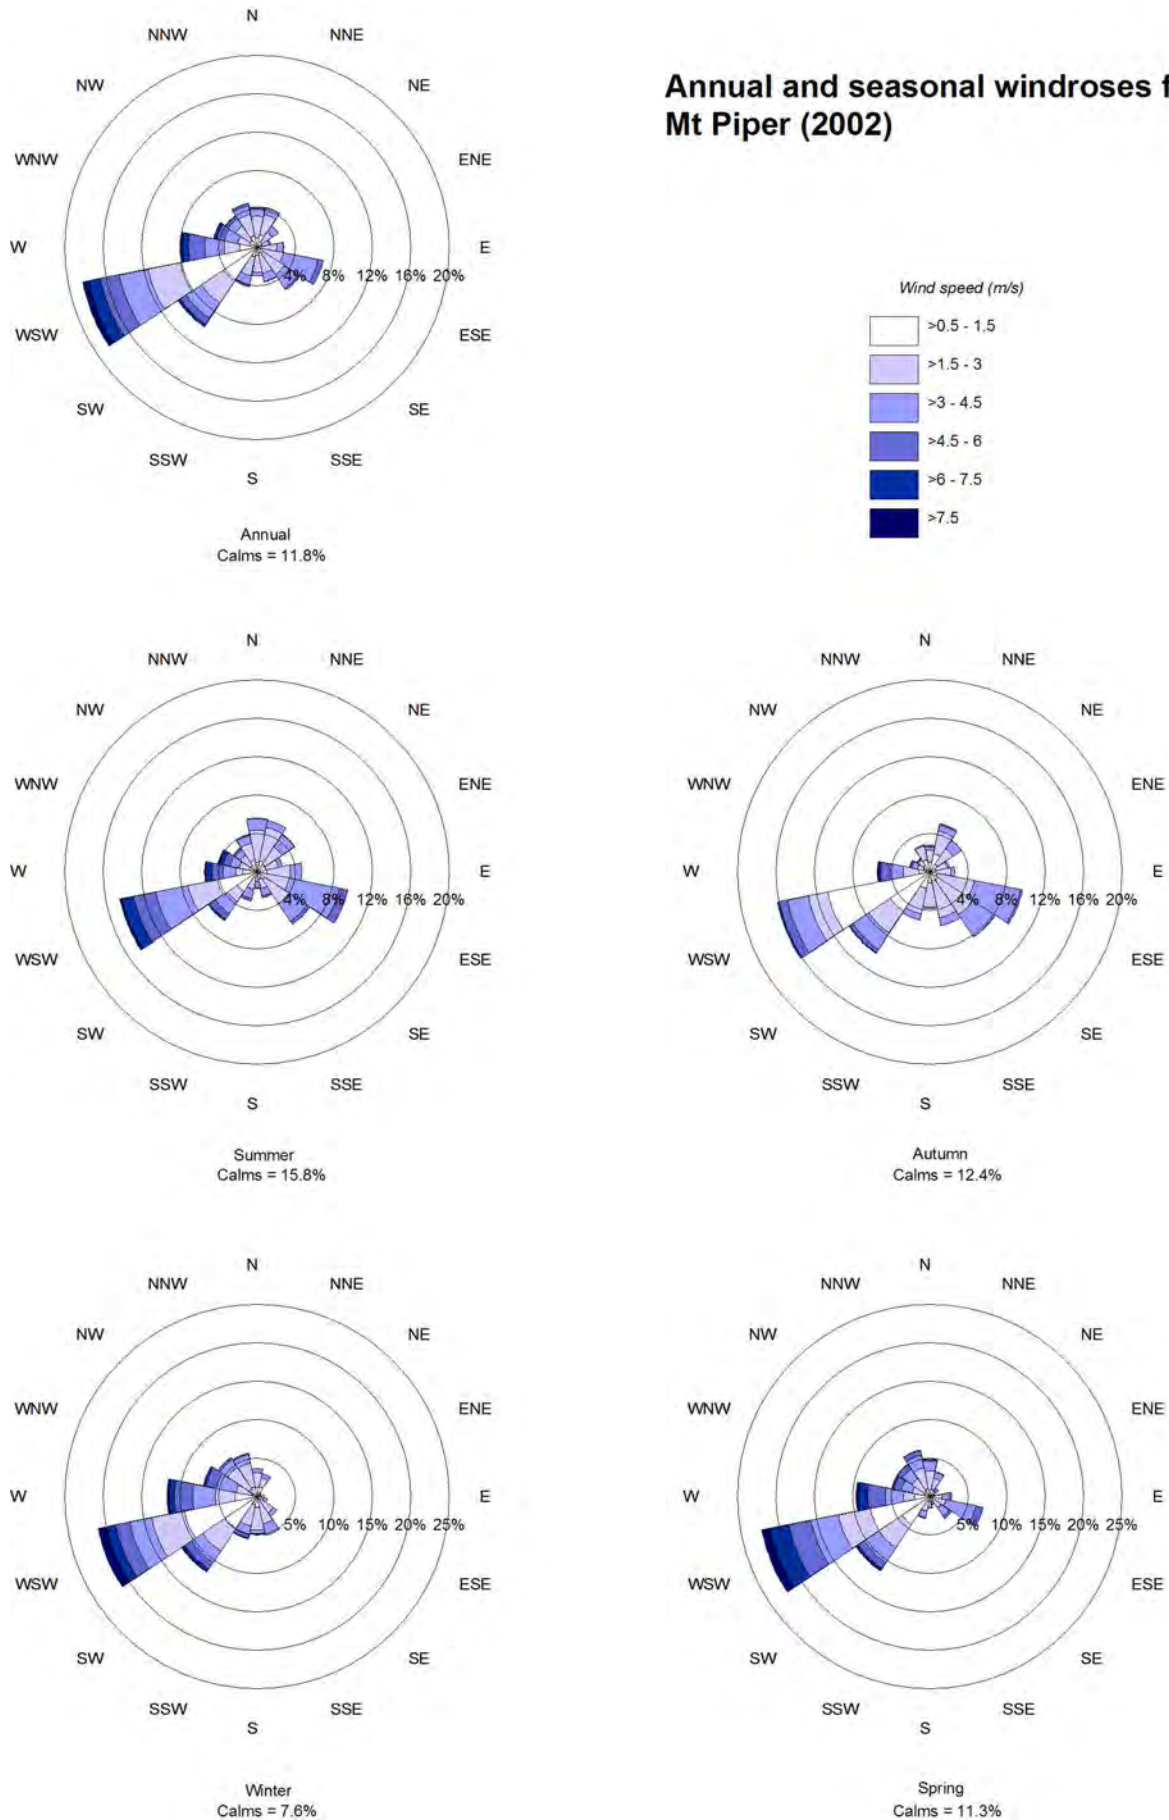 Annual and seasonal windroses f
Mt Piper (2002)
N
NNW
NNE
NW
NE
WNW
ENE
W
E
4% 8% 12% 16% 20%
WSW
ESE
SW
SE
SSW
SSE
S
Annual
Calms = 11.8%
Wind speed (m/s)
>0.5 - 1.5
>1.5 - 3
>3 - 4.5
>4.5 - 6
>6 - 7.5
>7.5
N
NNW
NNE
NW
NE
WNW
ENE
W
E
4% 8% 12% 16% 20%
WSW
ESE
SW
SE
SSW
SSE
S
Summer
Calms = 15.8%
N
NNW
NNE
NW
NE
WNW
ENE
W
E
4% 8% 12% 16% 20%
WSW
ESE
SW
SE
SSW
SSE
S
Autumn
Calms = 12.4%
N
NNW
NNE
NW
NE
WNW
ENE
W
E
5% 10% 15% 20% 25%
WSW
ESE
SW
SE
SSW
SSE
S
Winter
Calms = 7.6%
N
NNW
NNE
NW
NE
WNW
ENE
W
E
5% 10% 15% 20% 25%
WSW
ESE
SW
SE
SSW
SSE
S
Spring
Calms = 11.3%